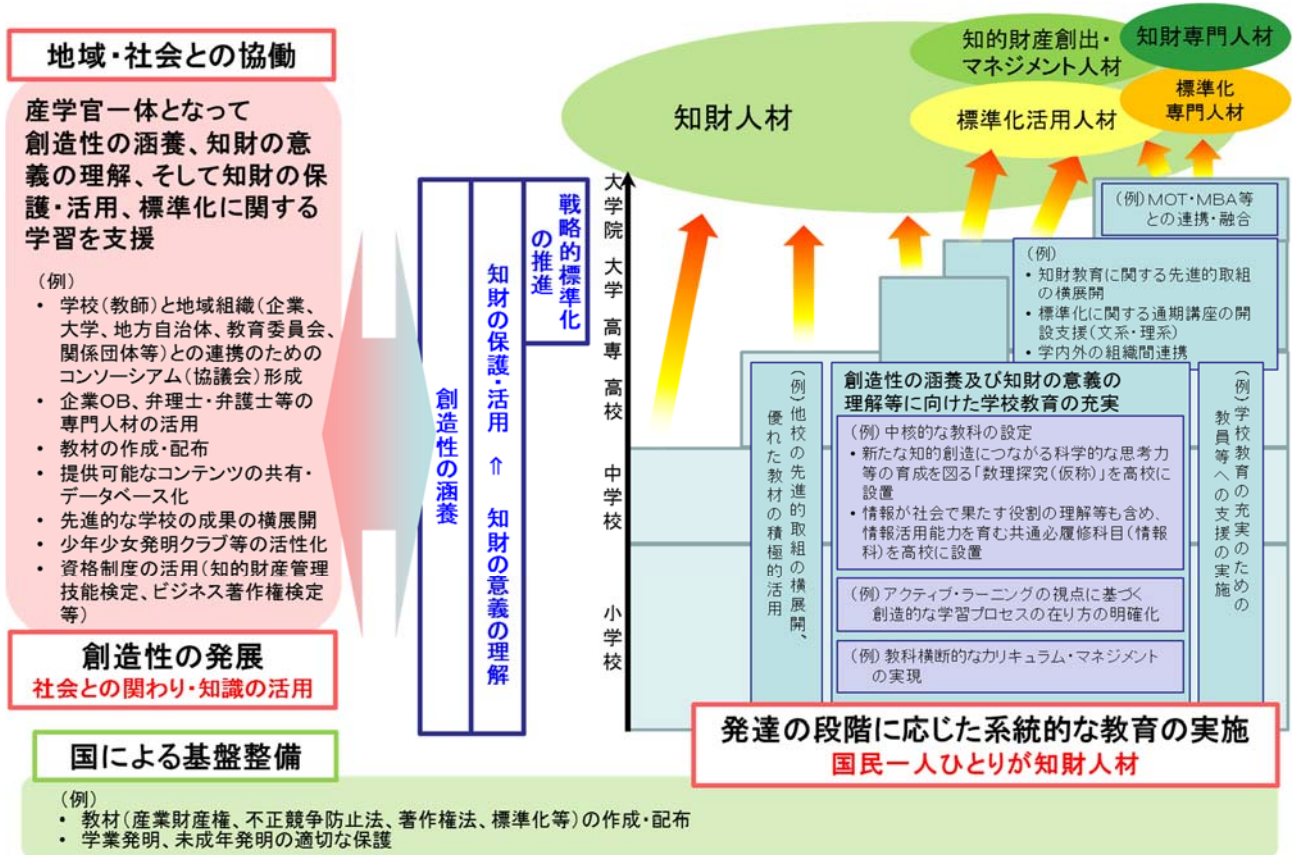 地域・社会との協働
産学官一体となって
創造性の涵養、知財の意
義の理解、そして知財の保
護・活用、標準化に関する
学習を支援
（例）
• 学校（教師）と地域組織（企業、
大学、地方自治体、教育委員会、
関係団体等）との連携のための
コンソーシアム（協議会）形成
• 企業OB、弁理士・弁護士等の
専門人材の活用
• 教材の作成・配布
• 提供可能なコンテンツの共有・
データベース化
• 先進的な学校の成果の横展開
• 少年少女発明クラブ等の活性化
• 資格制度の活用（知的財産管理
技能検定、ビジネス著作権検定
等）
創造性の発展
社会との関わり・知識の活用
創造性の涵養
知財の保護・活用 ⇑ 知財の意義の理解
戦略的標準化
の推進
大学院
大学
高専
高校
中学校
小学校
知財人材
知的財産創出・
マネジメント人材
知財専門人材
標準化活用人材
標準化
専門人材
（例）MOT・MBA等
との連携・融合
（例）
• 知財教育に関する先進的取組
の横展開
• 標準化に関する通期講座の開
設支援（文系・理系）
• 学内外の組織間連携
（例）他校の先進的取組の横展開、
優れた教材の積極的活用
創造性の涵養及び知財の意義の
理解等に向けた学校教育の充実
（例）中核的な教科の設定
• 新たな知的創造につながる科学的な思考力
等の育成を図る「数理探究（仮称）」を高校に
設置
• 情報が社会で果たす役割の理解等も含め、
情報活用能力を育む共通必履修科目（情報
科）を高校に設置
（例）アクティブ・ラーニングの視点に基づく
創造的な学習プロセスの在り方の明確化
（例）教科横断的なカリキュラム・マネジメント
の実現
（例）学校教育の充実のための
教員等への支援の実施
発達の段階に応じた系統的な教育の実施
国民一人ひとりが知財人材
国による基盤整備
（例）
• 教材（産業財産権、不正競争防止法、著作権法、標準化等）の作成・配布
• 学業発明、未成年発明の適切な保護